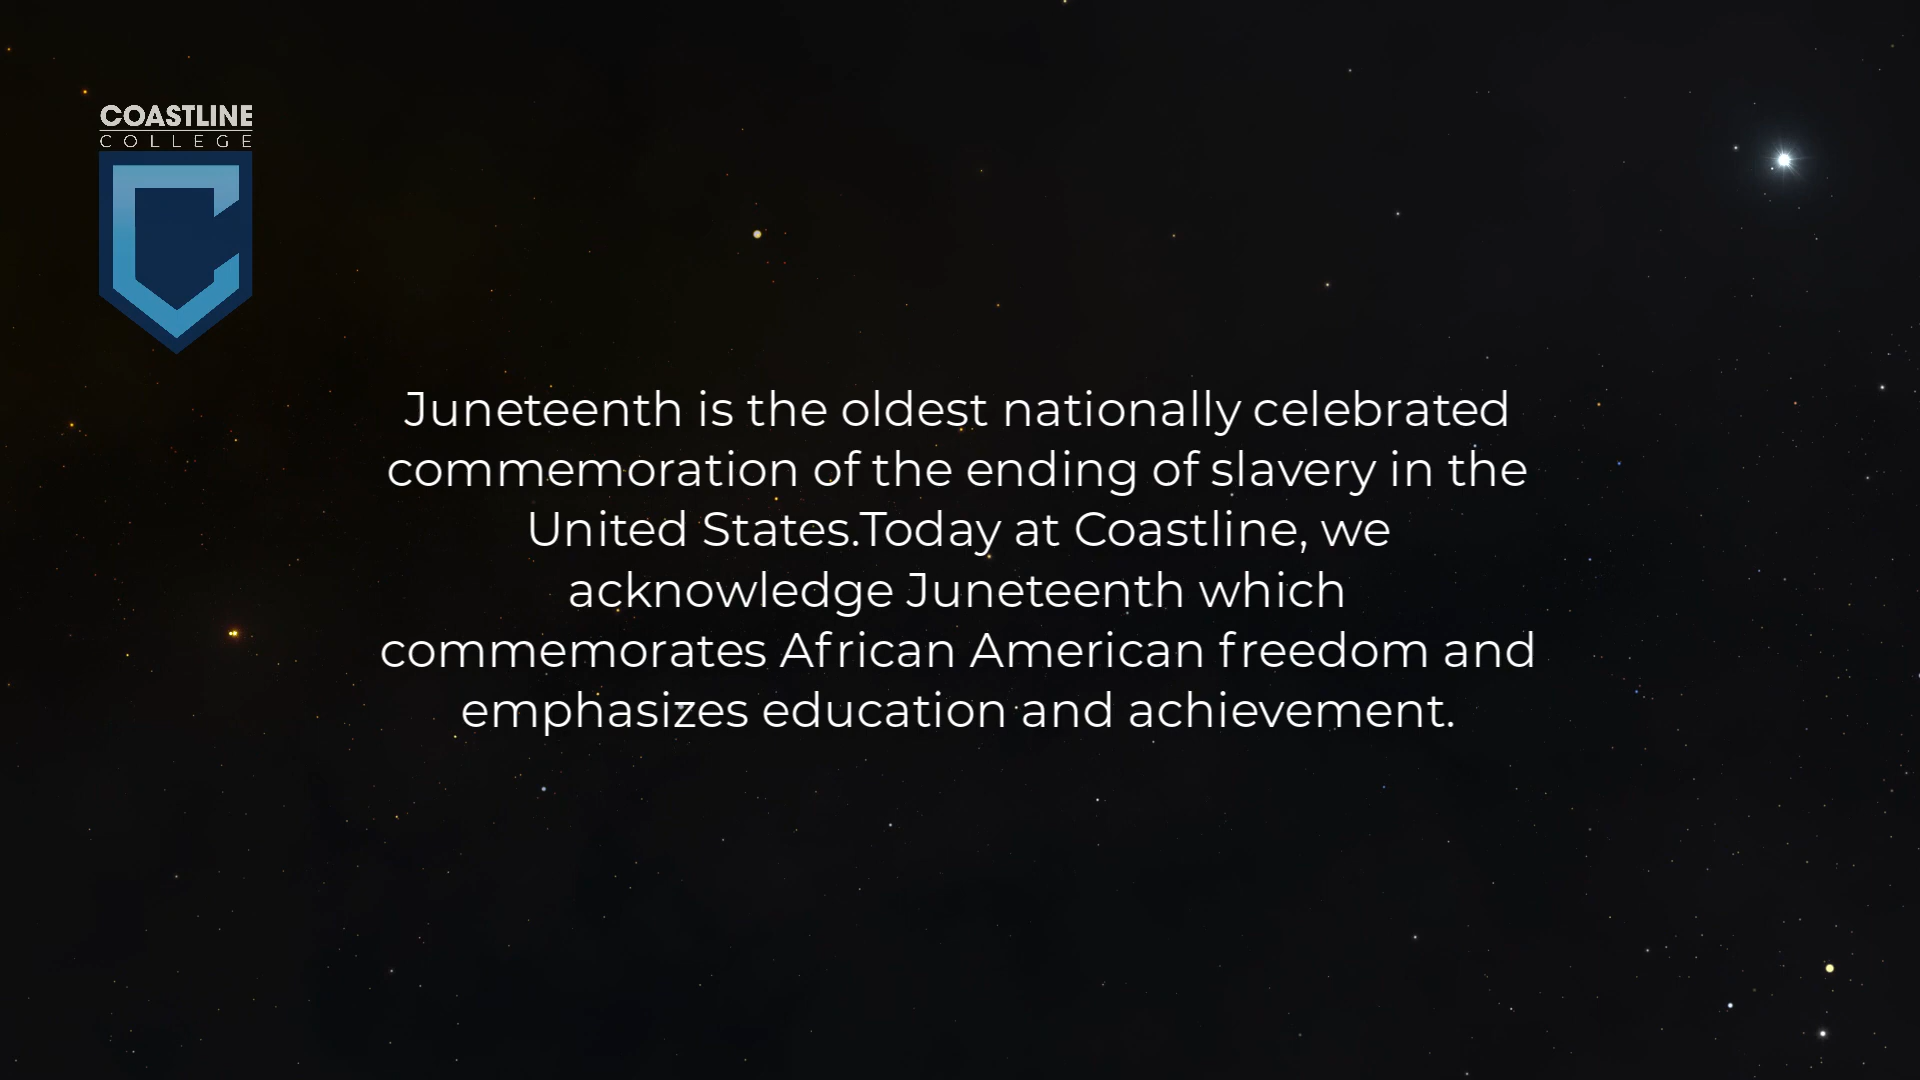 COASTLINE
COLLEGE
Juneteenth is the oldest nationally celebrated
commemoration of the ending of slavery in the
United States.Today at Coastline, we
acknowledge Juneteenth which
commemorates African American freedom and
emphasizes education and achievement.